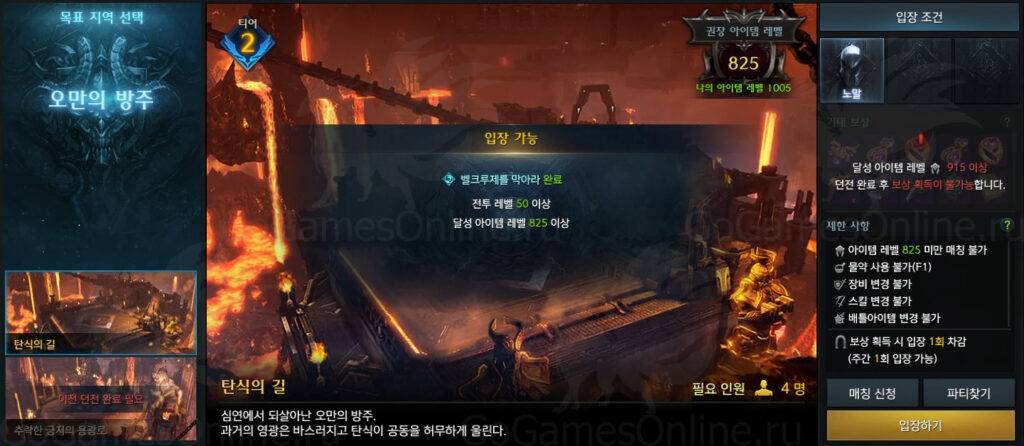 목표 지역 선택
오만의 방주
탄식의 길
이전 던전 완료 필요
추락한 긍지의 용광로
티어
2
권장 아이템 레벨
825
나의 아이템 레벨 1005
입장 가능
벨크루제를 막아라 완료
전투 레벨 50 이상
달성 아이템 레벨 825 이상
탄식의 길
필요 인원 4 명
심연에서 되살아난 오만의 방주.
과거의 영광은 바스러지고 탄식이 공동을 허무하게 울린다.
입장 조건
노말
기대 보상
?
달성 아이템 레벨 915 이상
던전 완료 후 보상 획득이 불가능합니다.
제한 사항
?
아이템 레벨 825 미만 매칭 불가
물약 사용 불가(F1)
장비 변경 불가
스킬 변경 불가
배틀아이템 변경 불가
보상 획득 시 입장 1회 차감
(주간 1회 입장 가능)
매칭 신청
파티찾기
입장하기
GoGamesOnline.ru
GoGamesOnline.ru